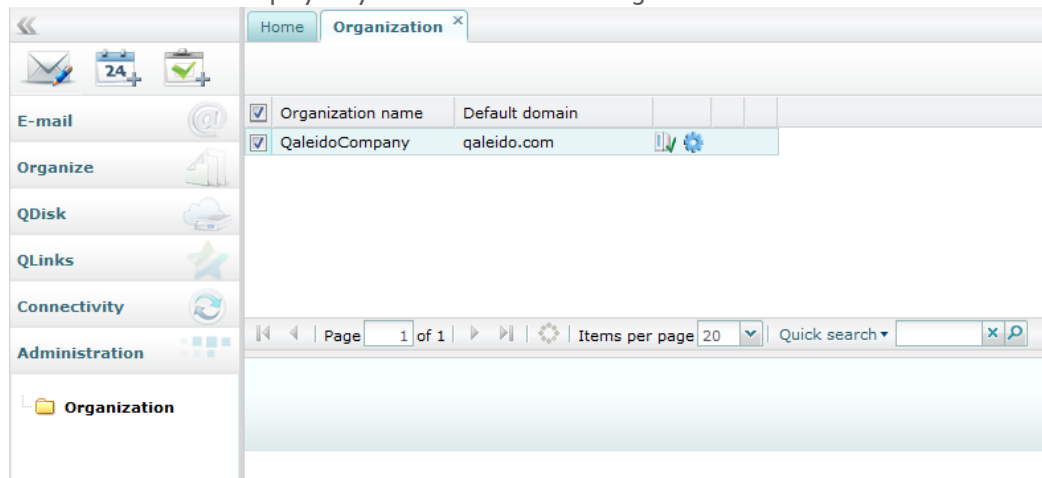 Home Organization
24
E-mail
Organization name Default domain
QaleidoCompany qaleido.com
Organize
QDisk
QLinks
Connectivity
Page 1 of 1 Items per page 20 Quick search
Administration
Organization